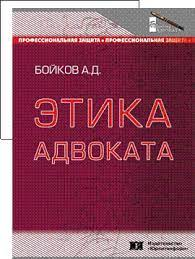 ПРОФЕССИОНАЛЬНАЯ ЗАЩИТА • ПРОФЕССИОНАЛЬНАЯ ЗАЩИТА
БОЙКОВ А.Д.
ЭТИКА
АДВОКАТА
Издательство
«Юрлитинформ»